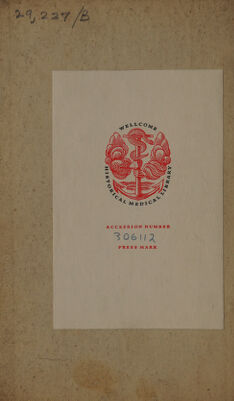 29,227/B
WELLCOME
HISTORICAL MEDICAL LIBRARY
ACCESSION NUMBER
306112
PRESS MARK